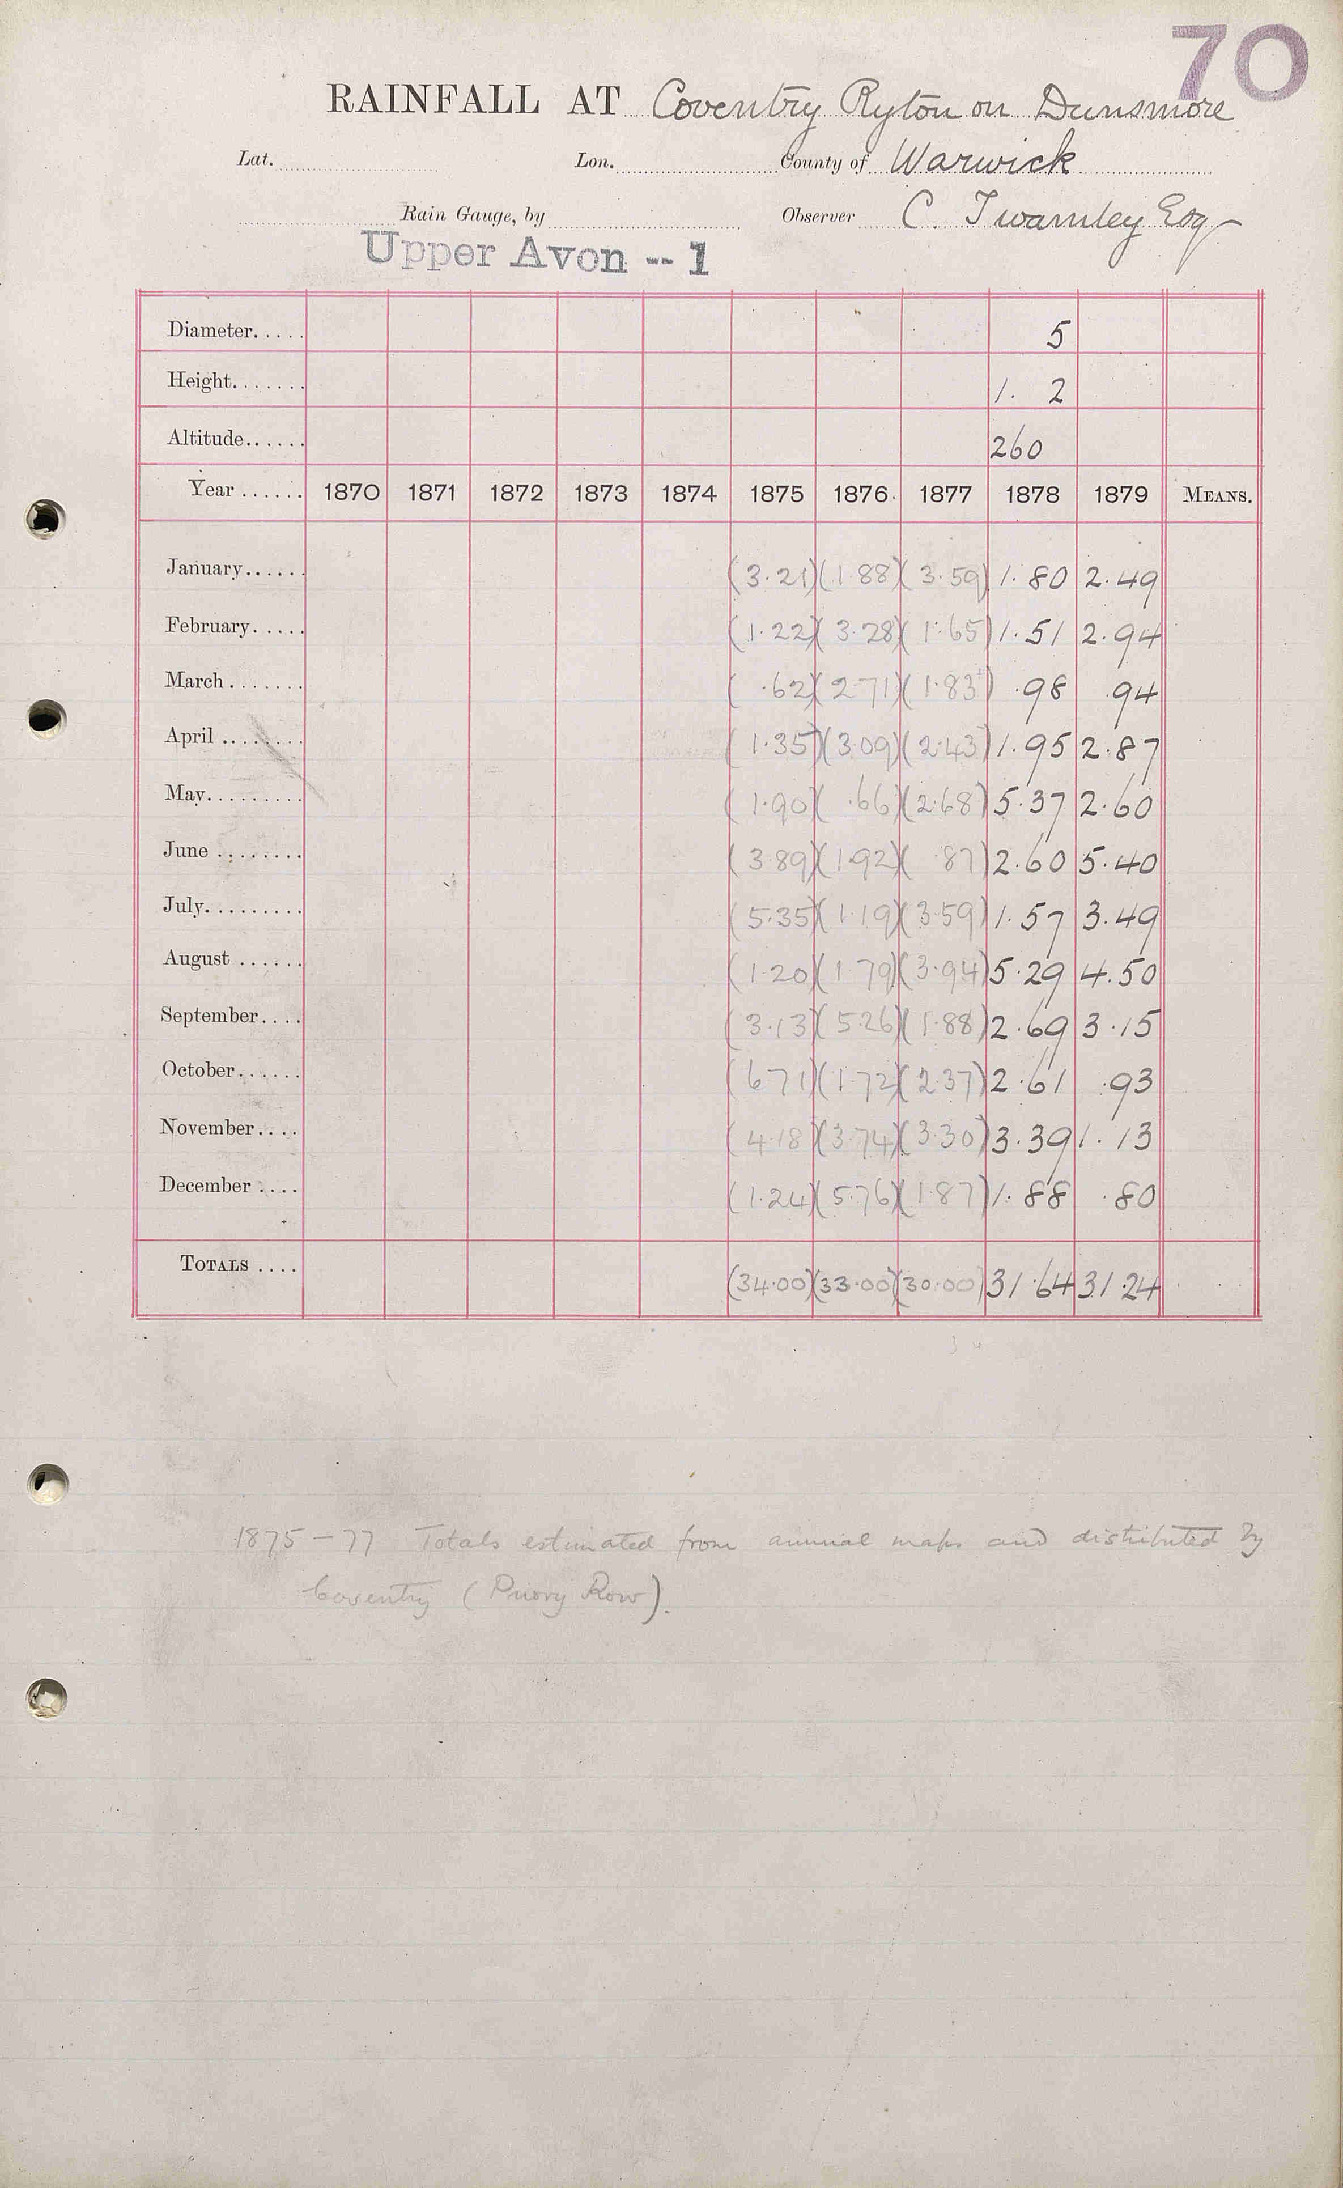 70
RAINFALL AT Coventry Ryton on Dunsmore
Lat. Lon. County of Warwick
Rain Gauge, by Observer C. Twamley Esq
Upper Avon -- 1
Diameter..... 5
Height....... 1. 2
Altitude...... 260
Year ...... 1870 1871 1872 1873 1874 1875 1876 1877 1878 1879 MEANS.
January...... (3.21) (1.88) (3.59) 1.80 2.49
February..... (1.22) (3.28) (1.65) 1.51 2.94
March ....... ( .62) (2.71) (1.83) .98 .94
April ........ (1.35) (3.09) (2.43) 1.95 2.87
May......... (1.90) ( .66) (2.68) 5.37 2.60
June ........ (3.89) (1.92) ( .87) 2.60 5.40
July......... (5.35) (1.19) (3.59) 1.57 3.49
August ...... (1.20) (1.79) (3.94) 5.29 4.50
September.... (3.13) (5.26) (1.88) 2.69 3.15
October...... (6.71) (1.72) (2.37) 2.61 .93
November.... (4.18) (3.74) (3.30) 3.39 1.13
December .... (1.24) (5.76) (1.87) 1.88 .80
TOTALS .... (34.00) (33.00) (30.00) 31.64 31.24
1875-77 Totals estimated from annual maps and distributed by
Coventry (Priory Row).